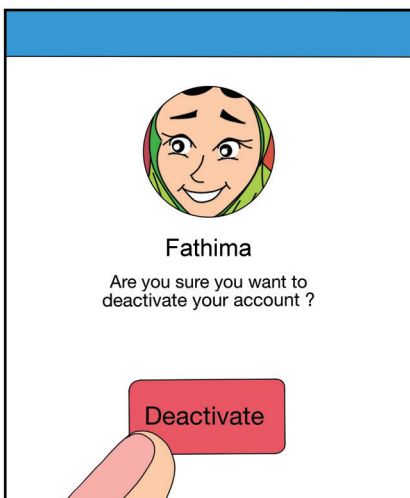 Fathima
Are you sure you want to
deactivate your account ?
Deactivate